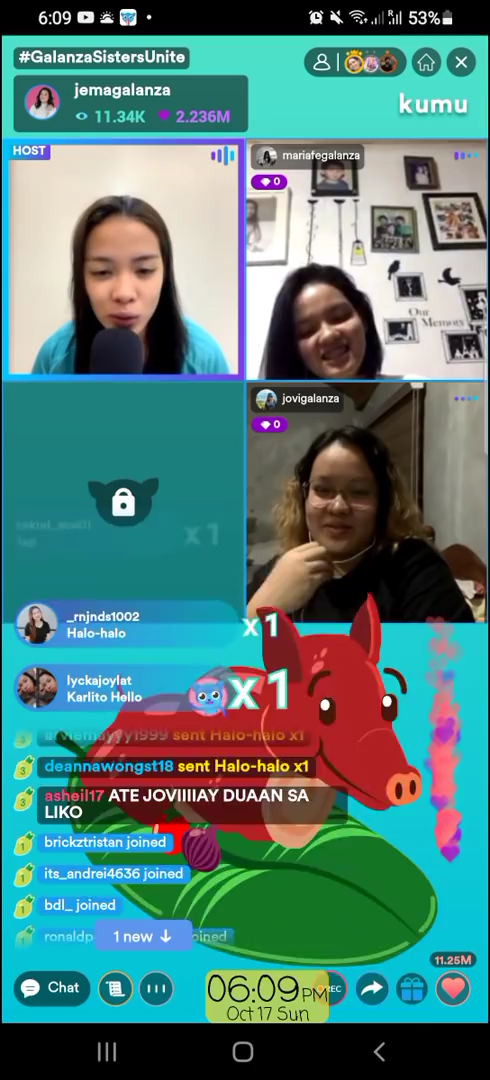 6:09
53%
#GalanzaSistersUnite
jemagalanza
11.34K 2.236M
kumu
HOST
mariafegalanza
0
Our
jovigalanza
0
x1
_rnjnds1002
Halo-halo
x1
lyckajoylat
Karlito Hello
x1
sent Halo-halo x1
deannawongst18 sent Halo-halo x1
asheil17 ATE JOVIIIIAY DUAAN SA
LIKO
brickztristan joined
its_andrei4636 joined
bdl_ joined
ronaldp
1 new
11.25M
Chat
06:09 PM
Oct 17 Sun
REC